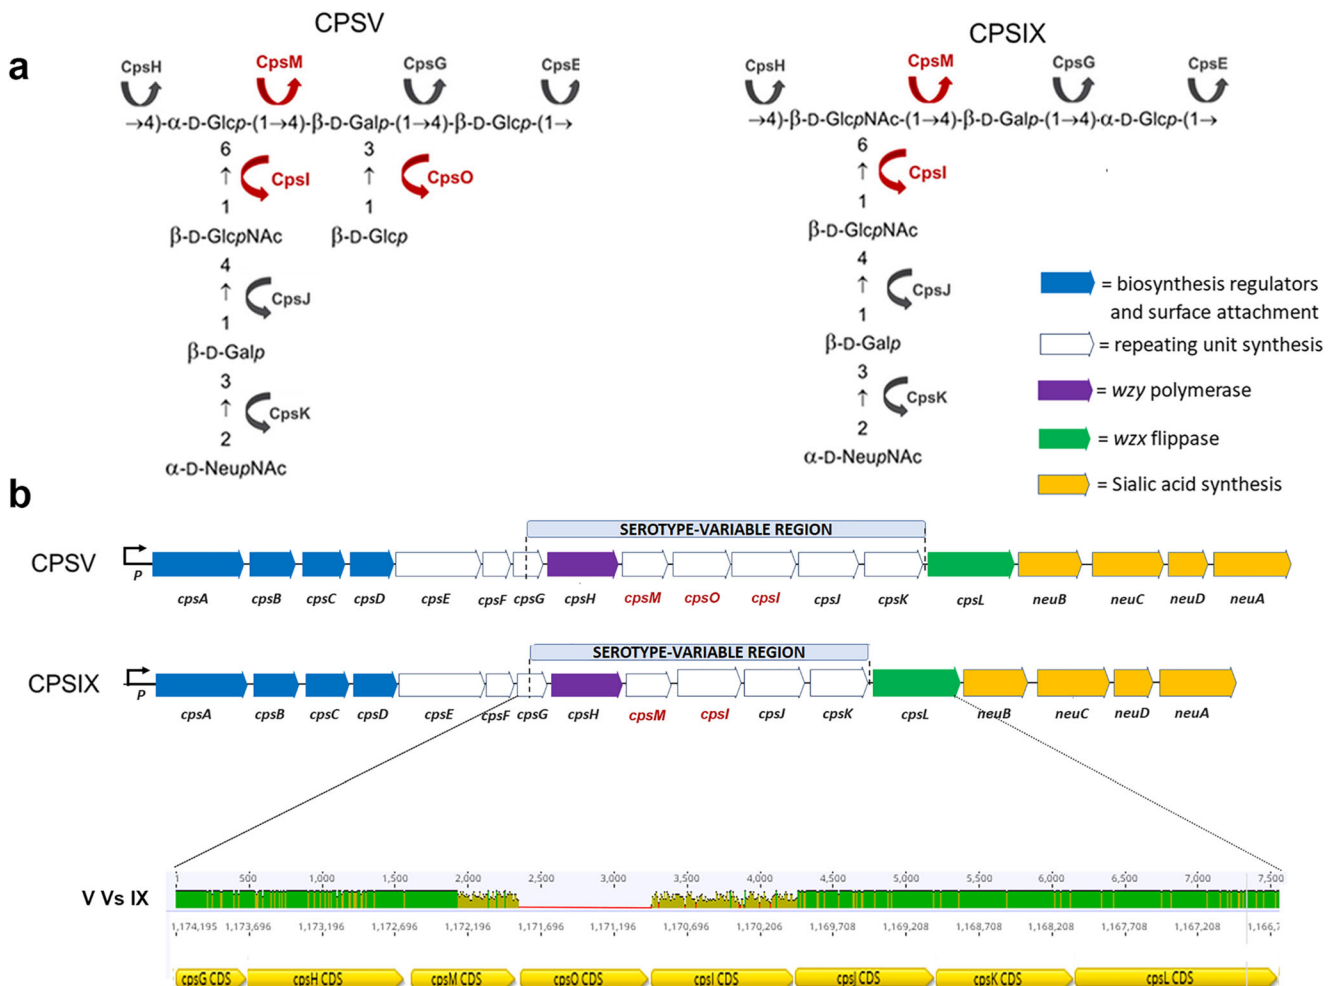 a
CPSV
CpsH CpsM CpsG CpsE
→4)-α-D-Glcp-(1→4)-β-D-Galp-(1→4)-β-D-Glcp-(1→
6 3
↑ CpsI ↑ CpsO
1 1
β-D-GlcpNAc β-D-Glcp
4
↑ CpsJ
1
β-D-Galp
3
↑ CpsK
2
α-D-NeupNAc
CPSIX
CpsH CpsM CpsG CpsE
→4)-β-D-GlcpNAc-(1→4)-β-D-Galp-(1→4)-α-D-Glcp-(1→
6
↑ CpsI
1
β-D-GlcpNAc
4
↑ CpsJ
1
β-D-Galp
3
↑ CpsK
2
α-D-NeupNAc
= biosynthesis regulators
and surface attachment
= repeating unit synthesis
= wzy polymerase
= wzx flippase
= Sialic acid synthesis
b
SEROTYPE-VARIABLE REGION
CPSV
P
cpsA cpsB cpsC cpsD cpsE cpsF cpsG cpsH cpsM cpsO cpsI cpsJ cpsK cpsL neuB neuC neuD neuA
SEROTYPE-VARIABLE REGION
CPSIX
P
cpsA cpsB cpsC cpsD cpsE cpsF cpsG cpsH cpsM cpsI cpsJ cpsK cpsL neuB neuC neuD neuA
1 500 1,000 1,500 2,000 2,500 3,000 3,500 4,000 4,500 5,000 5,500 6,000 6,500 7,000 7,500
V Vs IX
1,174,195 1,173,696 1,173,196 1,172,696 1,172,196 1,171,696 1,171,196 1,170,696 1,170,206 1,169,708 1,169,208 1,168,708 1,168,208 1,167,708 1,167,208 1,166,7
cpsG CDS cpsH CDS cpsM CDS cpsO CDS cpsI CDS cpsJ CDS cpsK CDS cpsL CDS